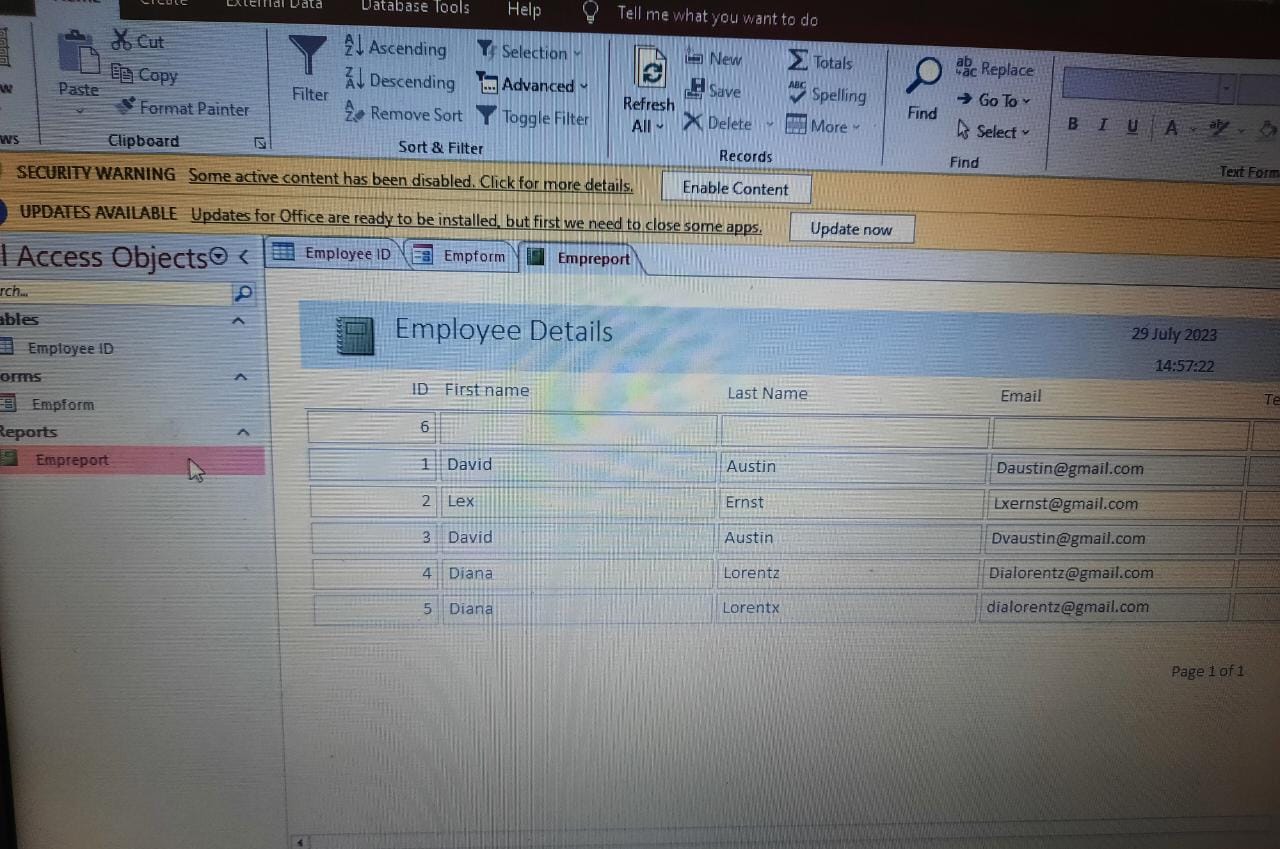 Home Create External Data Database Tools Help Tell me what you want to do
Cut
Copy
Format Painter
Paste
Clipboard
Filter
Ascending
Descending
Remove Sort
Selection
Advanced
Toggle Filter
Sort & Filter
Refresh
All
New
Save
Delete
Totals
Spelling
More
Records
Find
Replace
Go To
Select
Find
B I U A
Text Form
SECURITY WARNING Some active content has been disabled. Click for more details. Enable Content
UPDATES AVAILABLE Updates for Office are ready to be installed, but first we need to close some apps. Update now
l Access Objects
rch...
ables
Employee ID
orms
Empform
Reports
Empreport
Employee ID Empform Empreport
Employee Details
29 July 2023
14:57:22
ID First name Last Name Email Te
6
1 David Austin Daustin@gmail.com
2 Lex Ernst Lxernst@gmail.com
3 David Austin Dvaustin@gmail.com
4 Diana Lorentz Dialorentz@gmail.com
5 Diana Lorentx dialorentz@gmail.com
Page 1 of 1